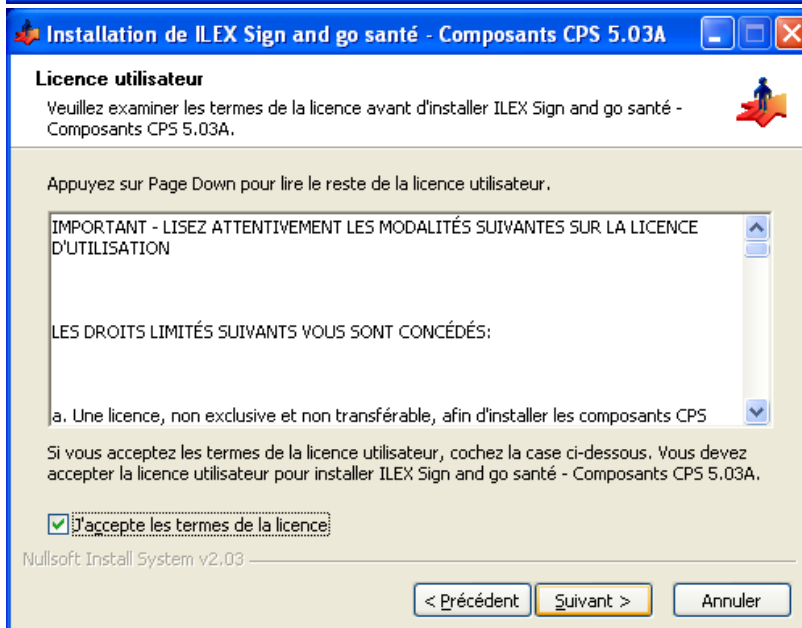 Installation de ILEX Sign and go santé - Composants CPS 5.03A
Licence utilisateur
Veuillez examiner les termes de la licence avant d'installer ILEX Sign and go santé -
Composants CPS 5.03A.
Appuyez sur Page Down pour lire le reste de la licence utilisateur.
IMPORTANT - LISEZ ATTENTIVEMENT LES MODALITÉS SUIVANTES SUR LA LICENCE
D'UTILISATION
LES DROITS LIMITÉS SUIVANTS VOUS SONT CONCÉDÉS:
a. Une licence, non exclusive et non transférable, afin d'installer les composants CPS
Si vous acceptez les termes de la licence utilisateur, cochez la case ci-dessous. Vous devez
accepter la licence utilisateur pour installer ILEX Sign and go santé - Composants CPS 5.03A.
J'accepte les termes de la licence
Nullsoft Install System v2.03
< Précédent
Suivant >
Annuler